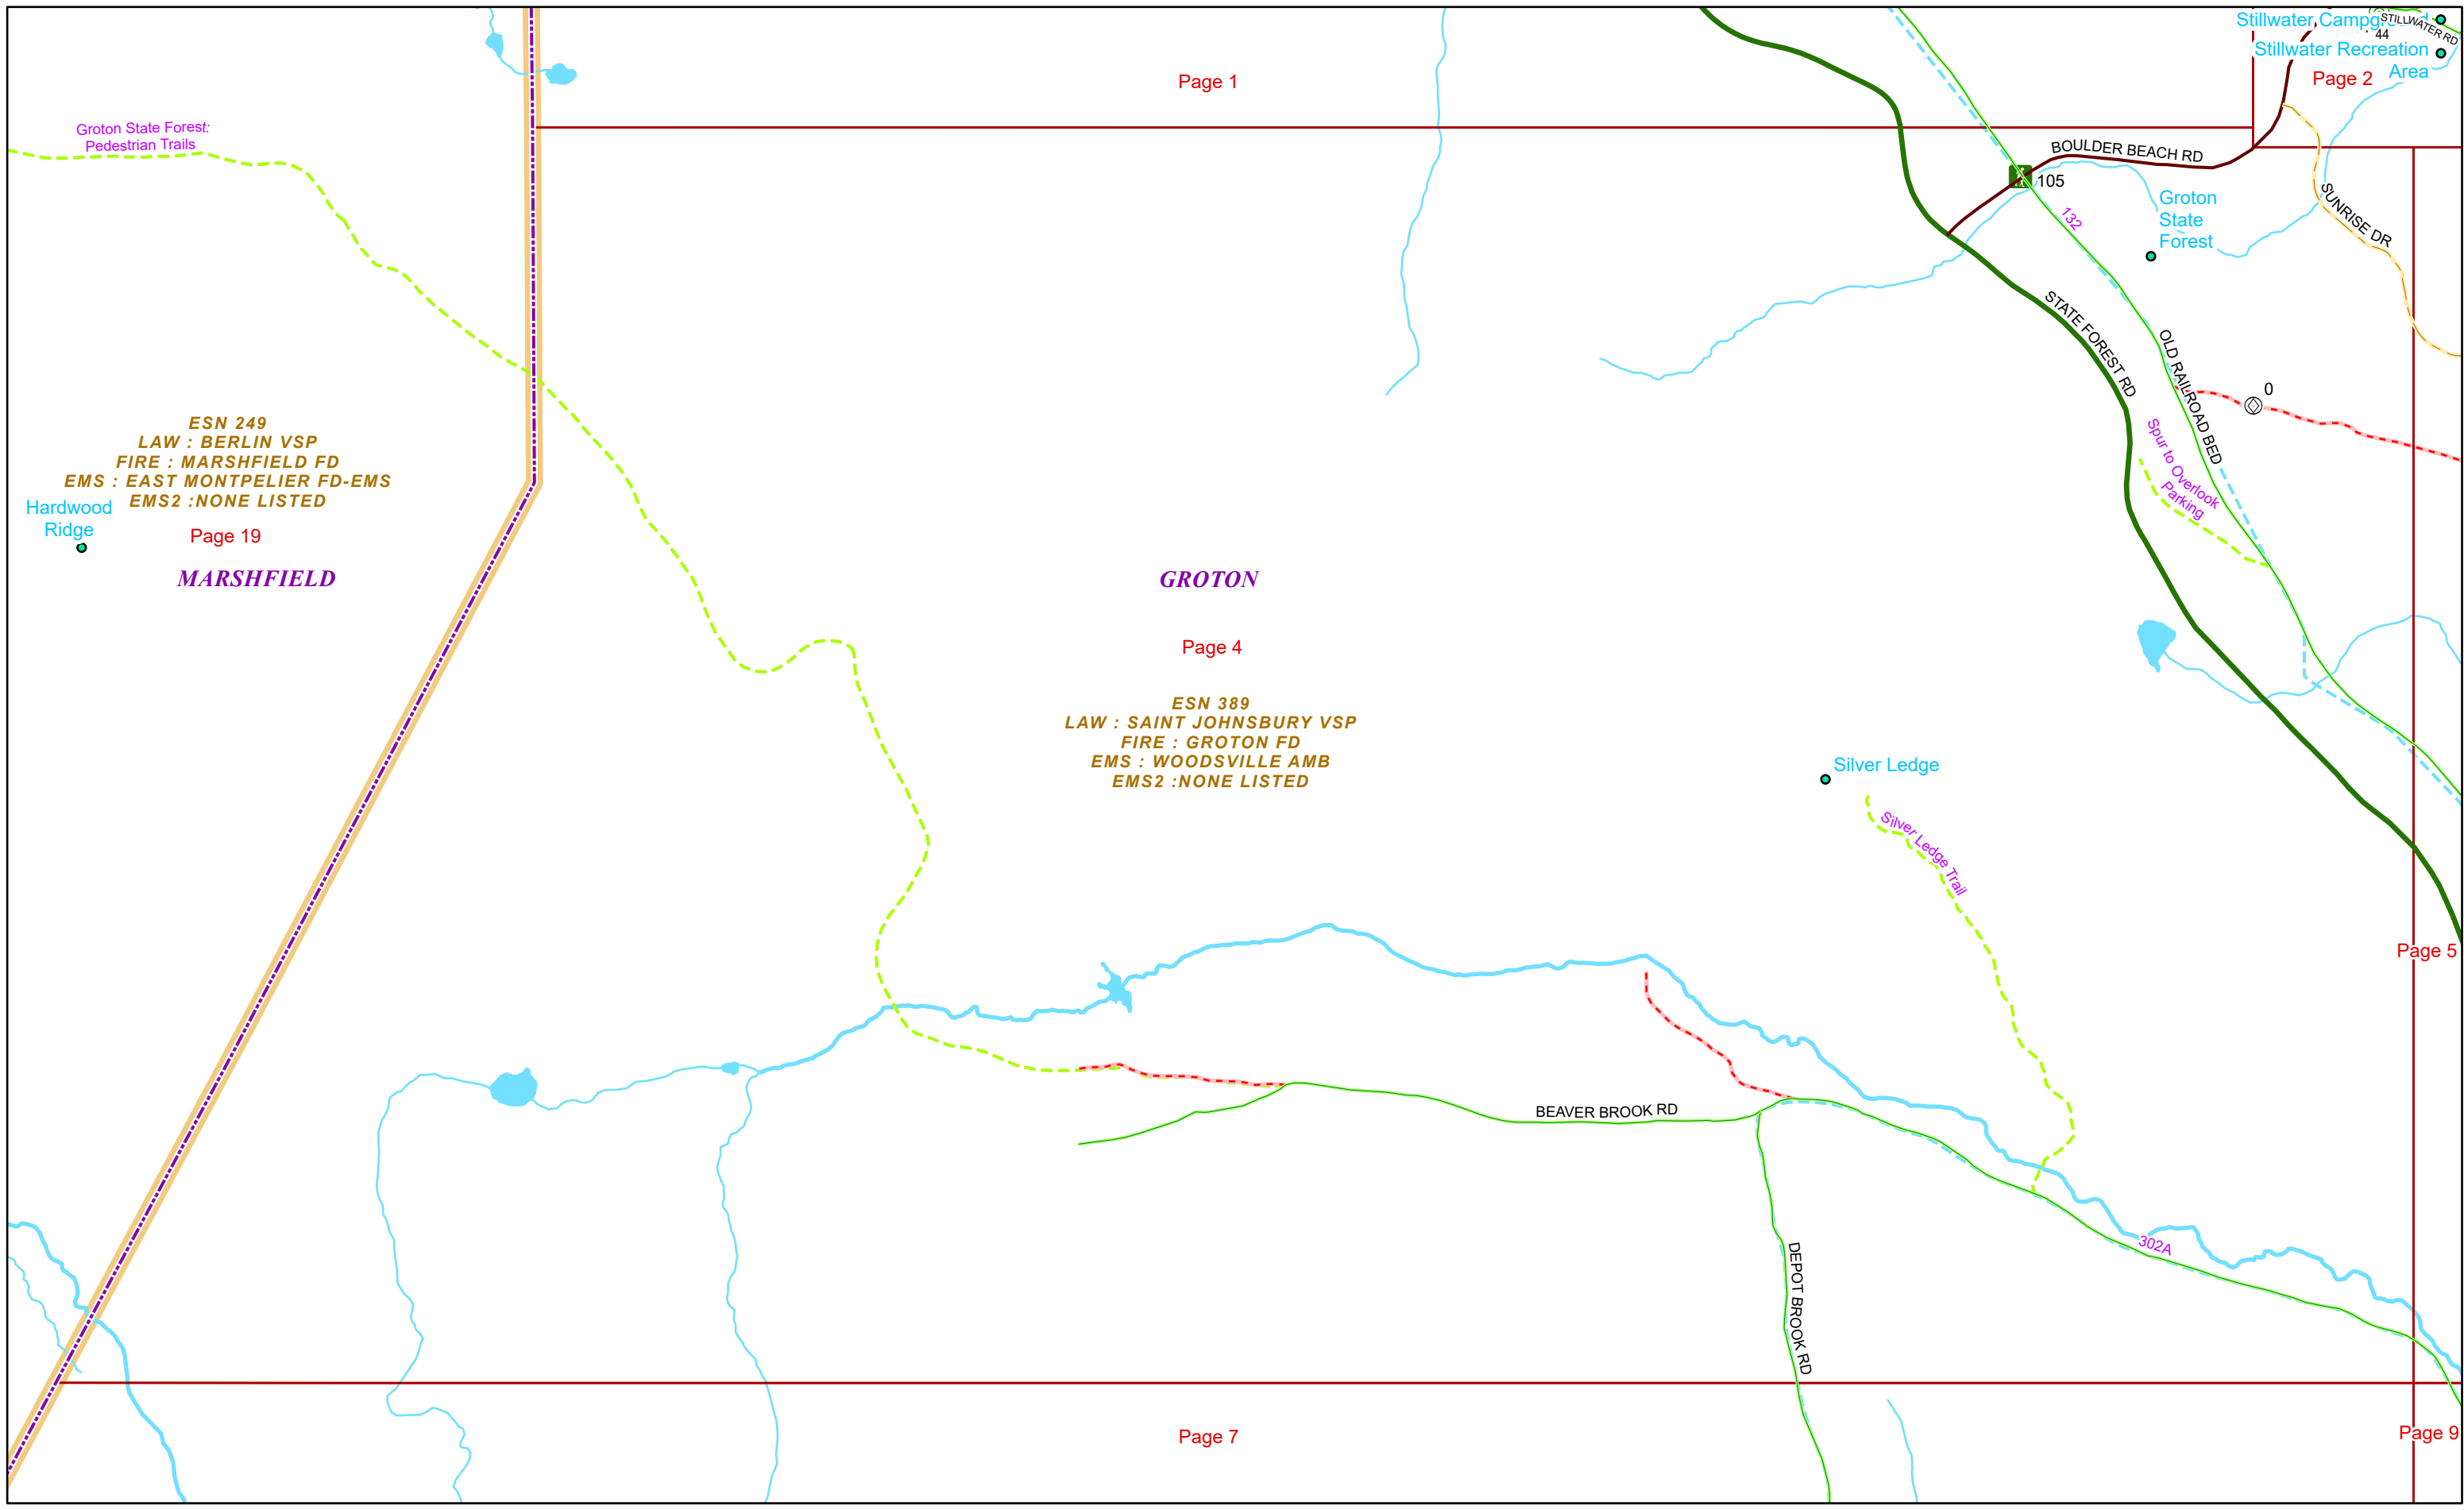 Stillwater Campground
STILLWATER RD
44
Stillwater Recreation
Area
Page 1
Page 2
Groton State Forest:
Pedestrian Trails
BOULDER BEACH RD
105
132
Groton
State
Forest
SUNRISE DR
STATE FOREST RD
OLD RAILROAD BED
0
Spur to Overlook
Parking
ESN 249
LAW : BERLIN VSP
FIRE : MARSHFIELD FD
EMS : EAST MONTPELIER FD-EMS
EMS2 :NONE LISTED
Hardwood
Ridge
Page 19
MARSHFIELD
GROTON
Page 4
ESN 389
LAW : SAINT JOHNSBURY VSP
FIRE : GROTON FD
EMS : WOODSVILLE AMB
EMS2 :NONE LISTED
Silver Ledge
Silver Ledge Trail
Page 5
BEAVER BROOK RD
302A
DEPOT BROOK RD
Page 7
Page 9